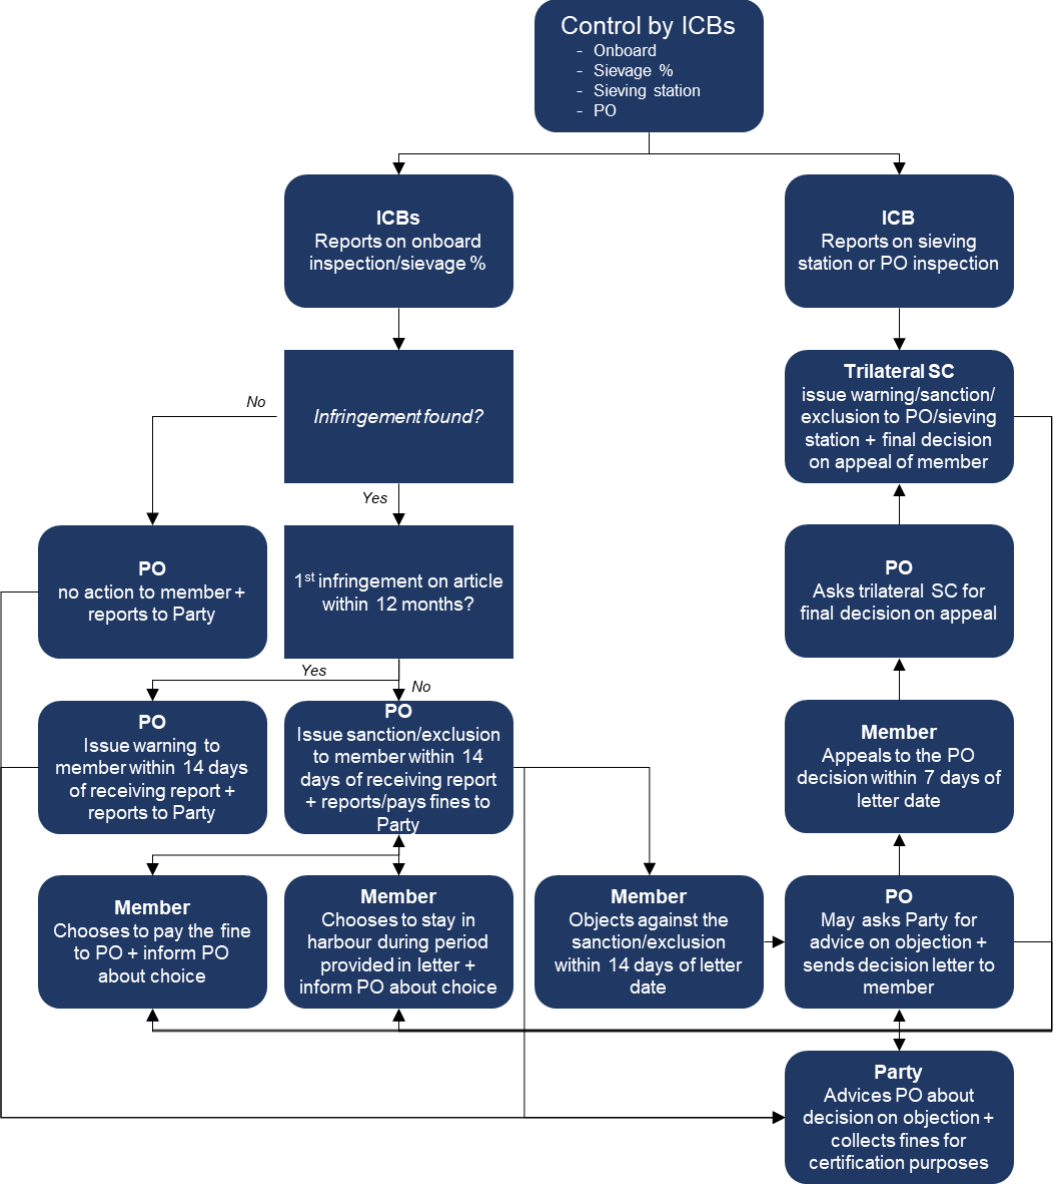 Control by ICBs
- Onboard
- Sievage %
- Sieving station
- PO
ICBs
Reports on onboard
inspection/sievage %
ICB
Reports on sieving
station or PO inspection
Infringement found?
No
Yes
Trilateral SC
issue warning/sanction/
exclusion to PO/sieving
station + final decision
on appeal of member
PO
no action to member +
reports to Party
1st infringement on article
within 12 months?
Yes
No
PO
Asks trilateral SC for
final decision on appeal
PO
Issue warning to
member within 14 days
of receiving report +
reports to Party
PO
Issue sanction/exclusion
to member within 14
days of receiving report
+ reports/pays fines to
Party
Member
Appeals to the PO
decision within 7 days of
letter date
Member
Chooses to pay the fine
to PO + inform PO
about choice
Member
Chooses to stay in
harbour during period
provided in letter +
inform PO about choice
Member
Objects against the
sanction/exclusion
within 14 days of letter
date
PO
May asks Party for
advice on objection +
sends decision letter to
member
Party
Advices PO about
decision on objection +
collects fines for
certification purposes